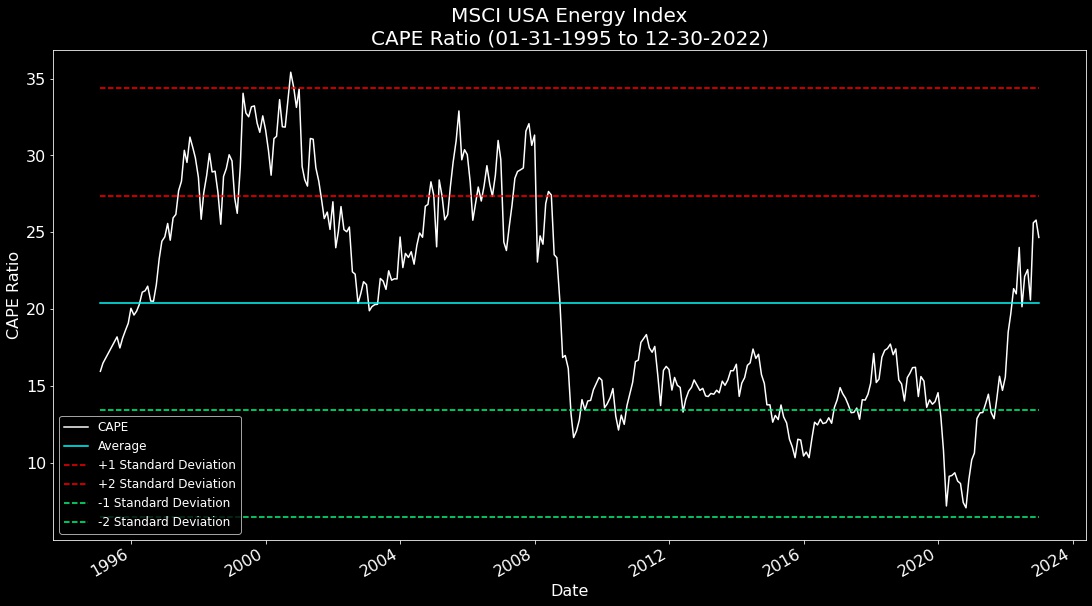 MSCI USA Energy Index
CAPE Ratio (01-31-1995 to 12-30-2022)
35
30
25
20
15
10
CAPE Ratio
CAPE
Average
+1 Standard Deviation
+2 Standard Deviation
-1 Standard Deviation
-2 Standard Deviation
1996
2000
2004
2008
2012
2016
2020
2024
Date